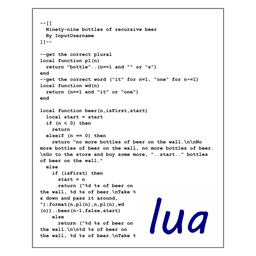 --[[
Ninety-nine bottles of recursive beer
By InputUsername
]]--
--get the correct plural
local function pl(n)
return "bottle"..(n==1 and "" or "s")
end
--get the correct word ("it" for n=1, "one" for n~=1)
local function wd(n)
return (n==1 and "it" or "one")
end
local function beer(n,isFirst,start)
local start = start
if (n < 0) then
return
elseif (n == 0) then
return "no more bottles of beer on the wall.\n\nNo
more bottles of beer on the wall, no more bottles of beer.
\nGo to the store and buy some more, "..start.." bottles
of beer on the wall."
else
if (isFirst) then
start = n
return ("%d %s of beer on
the wall, %d %s of beer.\nTake %
s down and pass it around,
"):format(n,pl(n),n,pl(n),wd
(n))..beer(n-1,false,start)
else
return ("%d %s of beer on
the wall.\n\n%d %s of beer on
the wall, %d %s of beer.\nTake %
lua